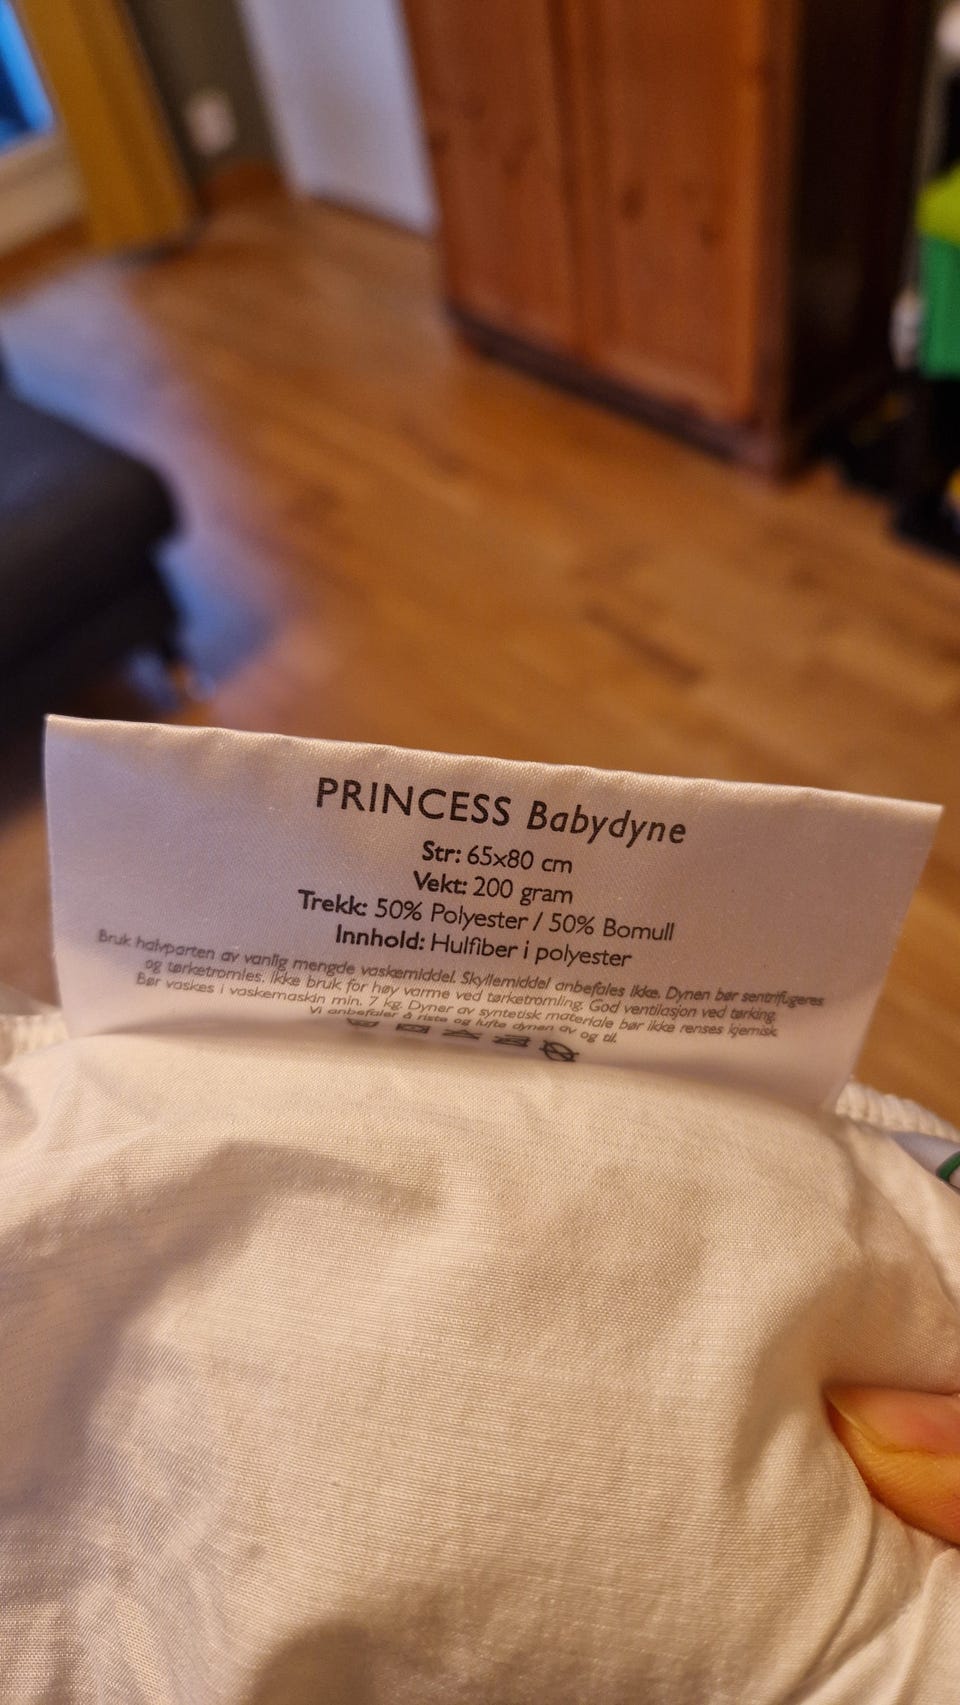 PRINCESS Babydyne
Str: 65x80 cm
Vekt: 200 gram
Trekk: 50% Polyester / 50% Bomull
Innhold: Hulfiber i polyester
Bruk halvparten av vanlig mengde vaskemiddel. Skyllemiddel anbefales ikke. Dynen bør sentrifugeres
og tørketromles. Ikke bruk for høy varme ved tørketromling. God ventilasjon ved tørking.
Bør vaskes i vaskemaskin min. 7 kg. Dyner av syntetisk materiale bør ikke renses kjemisk.
Vi anbefaler å riste og lufte dynen av og til.